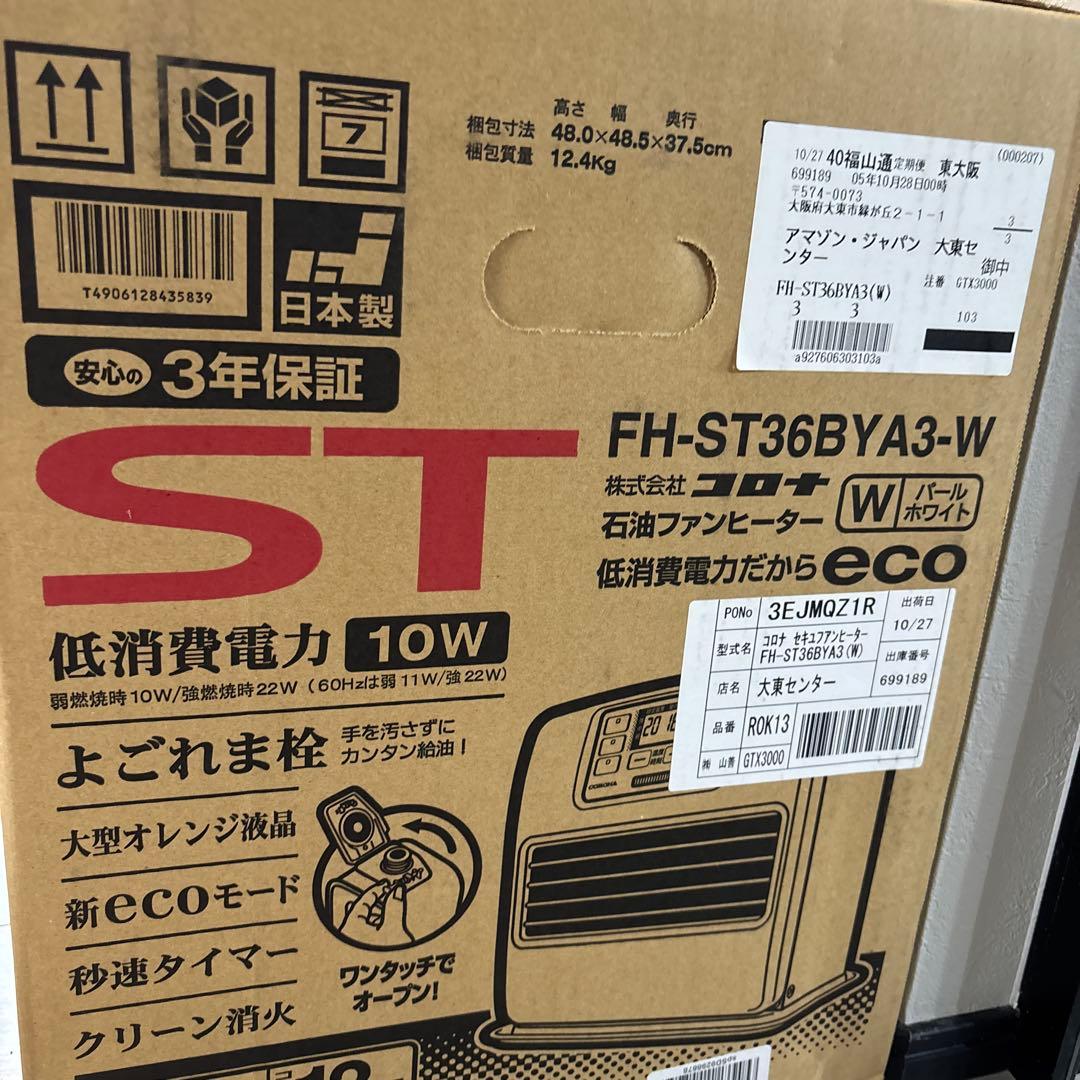 7
T4906128435839
日本製
安心の 3年保証
高さ 幅 奥行
梱包寸法 48.0×48.5×37.5cm
梱包質量 12.4Kg
10/27 40福山通定期便 東大阪 (000207)
699189 05年10月28日00時
〒574-0073
大阪府大東市緑が丘2-1-1
3
3
アマゾン・ジャパン 大東セ
ンター 御中
注番 GTX3000
FH-ST36BYA3(W)
3 3
103
a927606303103a
ST
FH-ST36BYA3-W
株式会社 コロナ
石油ファンヒーター
W パール
ホワイト
低消費電力だからeco
PONo 3EJMQZ1R 出荷日
10/27
型式名 コロナ セキユフアンヒーター
FH-ST36BYA3(W)
出庫番号
699189
店名 大東センター
品番 ROK13
㈱ 山善 GTX3000
低消費電力 10W
弱燃焼時10W/強燃焼時22W (60Hzは弱11W/強22W)
よごれま栓 手を汚さずに
カンタン給油!
大型オレンジ液晶
新ecoモード
秒速タイマー
クリーン消火
ワンタッチで
オープン!
CORONA